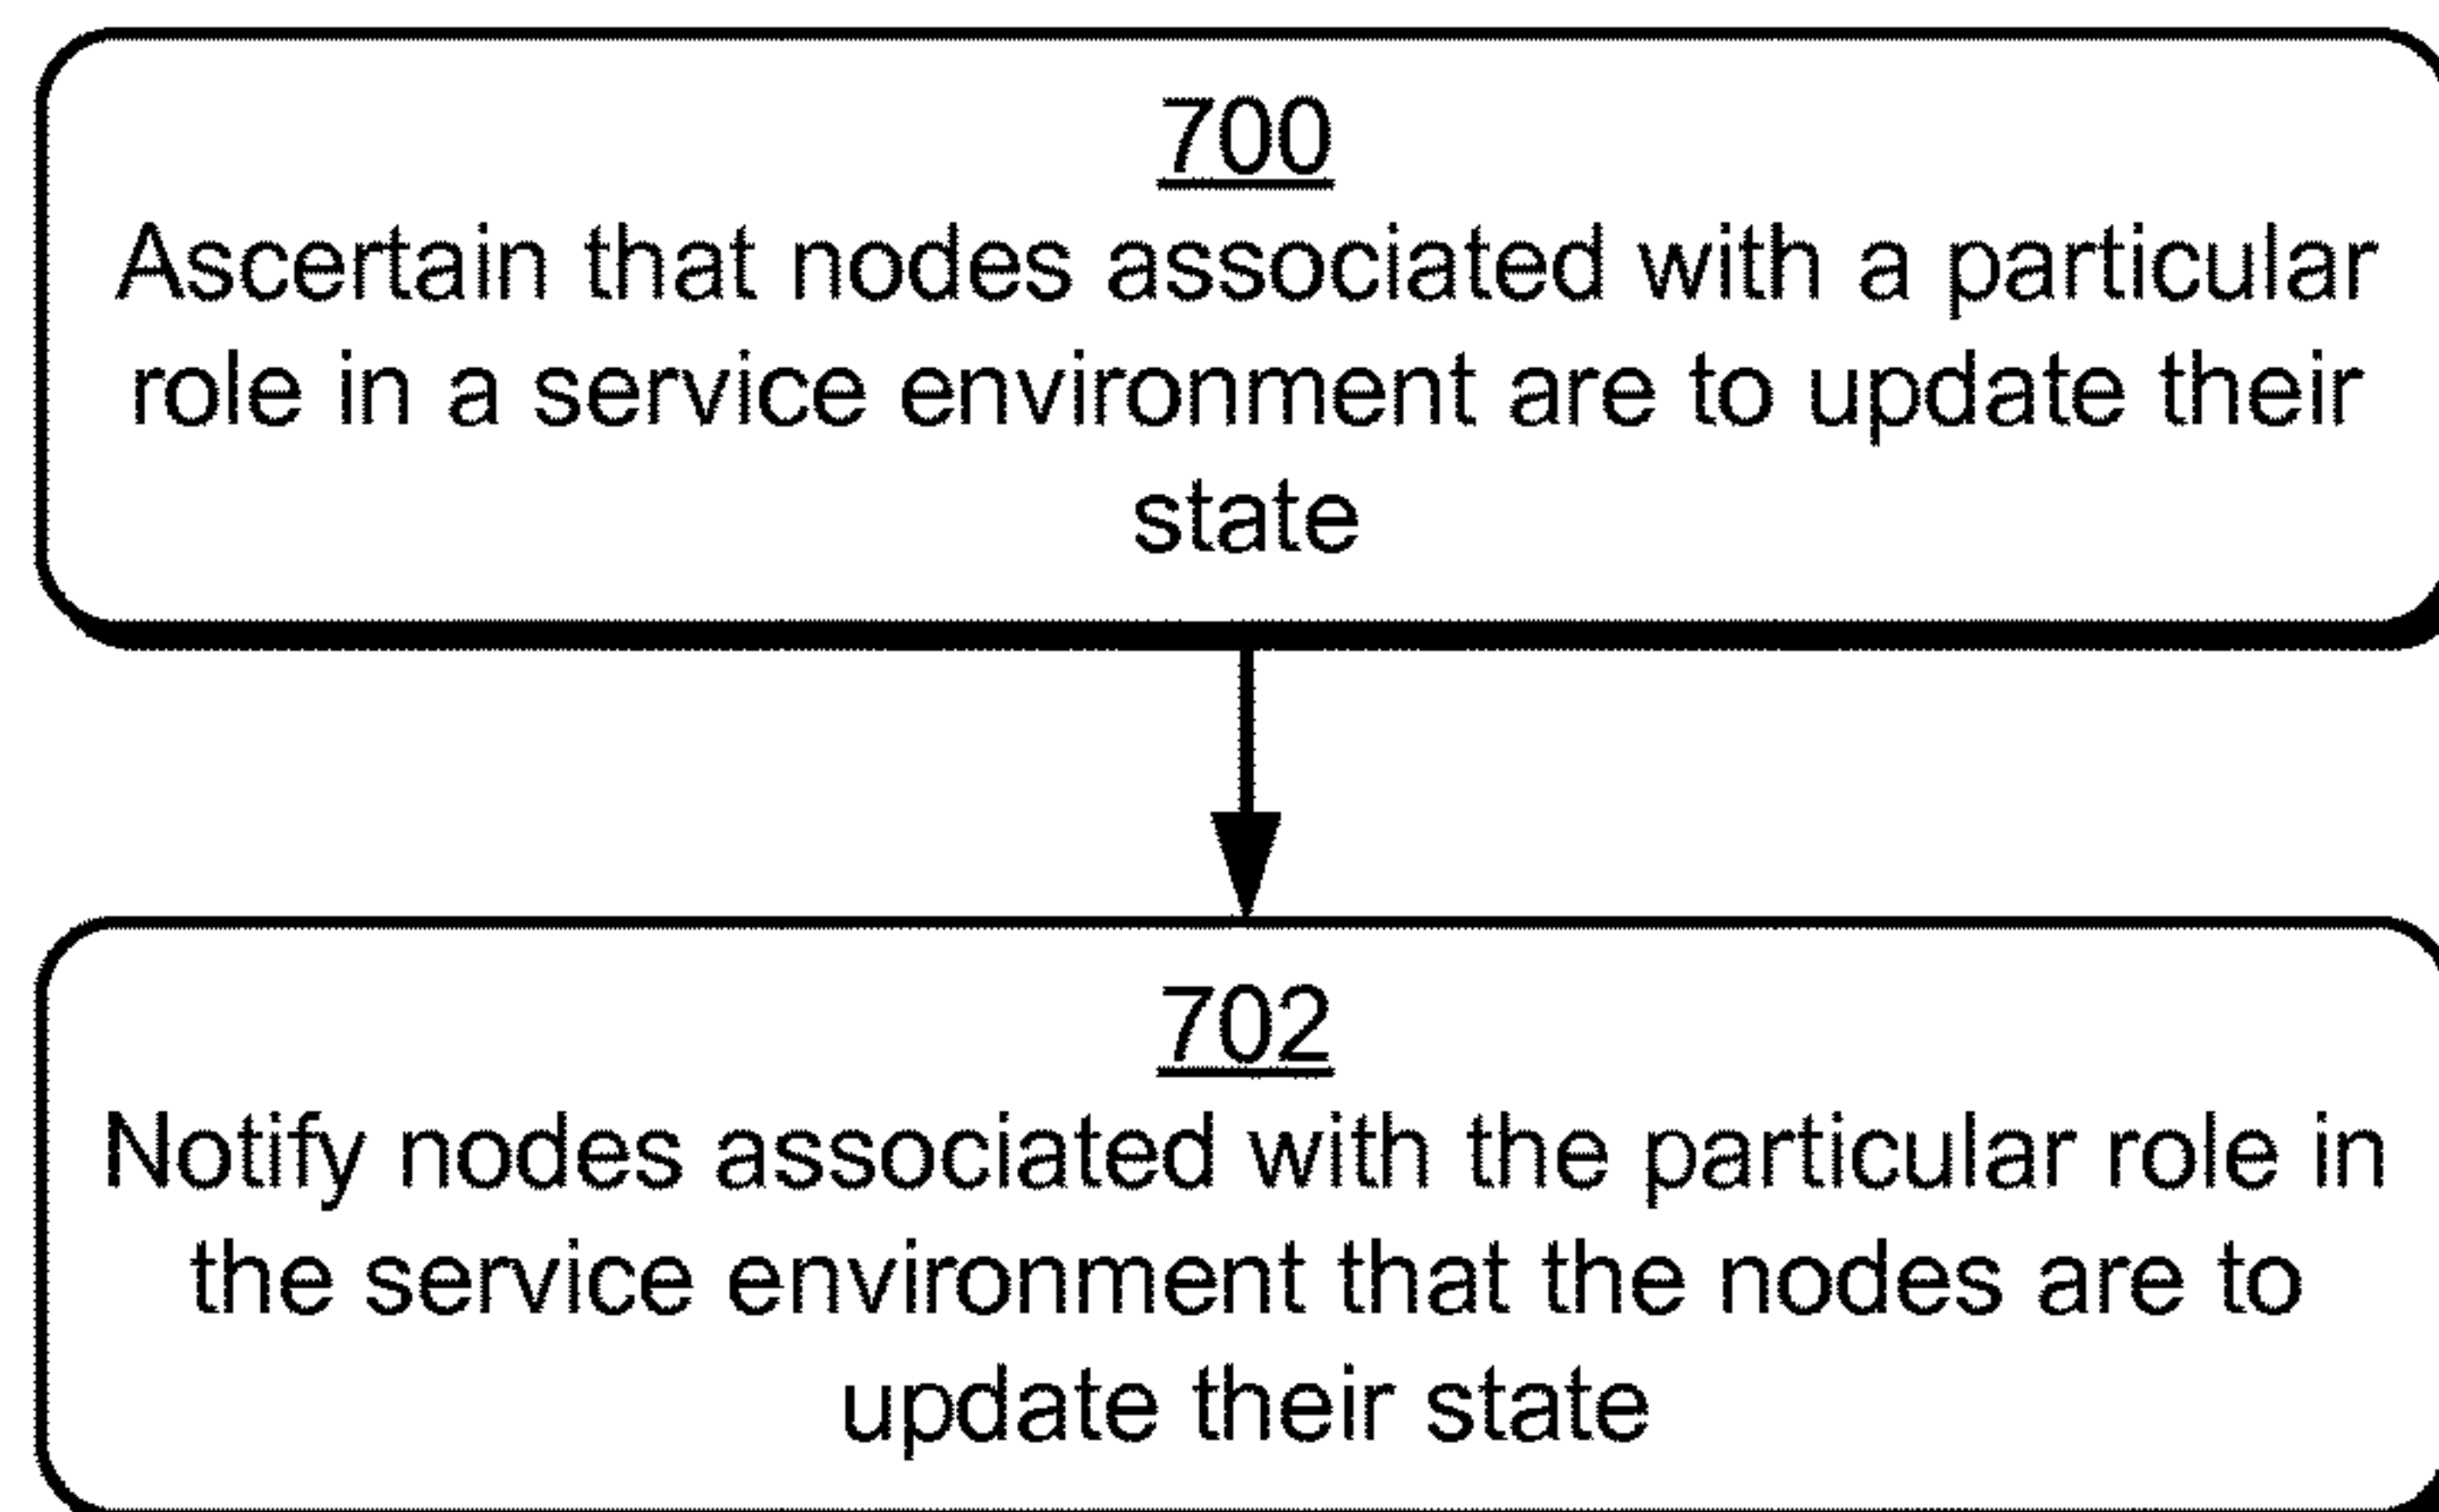 700
Ascertain that nodes associated with a particular
role in a service environment are to update their
state
702
Notify nodes associated with the particular role in
the service environment that the nodes are to
update their state